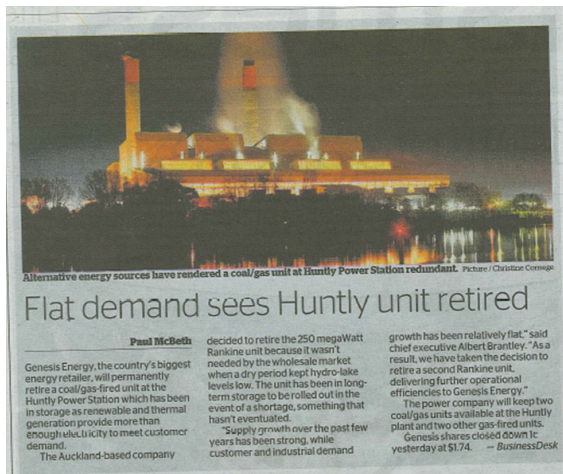 Alternative energy sources have rendered a coal/gas unit at Huntly Power Station redundant. Picture / Christine Cornege
Flat demand sees Huntly unit retired
Paul McBeth
Genesis Energy, the country's biggest
energy retailer, will permanently
retire a coal/gas-fired unit at the
Huntly Power Station which has been
in storage as renewable and thermal
generation provide more than
enough electricity to meet customer
demand.
The Auckland-based company
decided to retire the 250 megaWatt
Rankine unit because it wasn't
needed by the wholesale market
when a dry period kept hydro-lake
levels low. The unit has been in long-
term storage to be rolled out in the
event of a shortage, something that
hasn't eventuated.
"Supply growth over the past few
years has been strong, while
customer and industrial demand
growth has been relatively flat," said
chief executive Albert Brantley. "As a
result, we have taken the decision to
retire a second Rankine unit,
delivering further operational
efficiencies to Genesis Energy."
The power company will keep two
coal/gas units available at the Huntly
plant and two other gas-fired units.
Genesis shares closed down 1c
yesterday at $1.74. — BusinessDesk